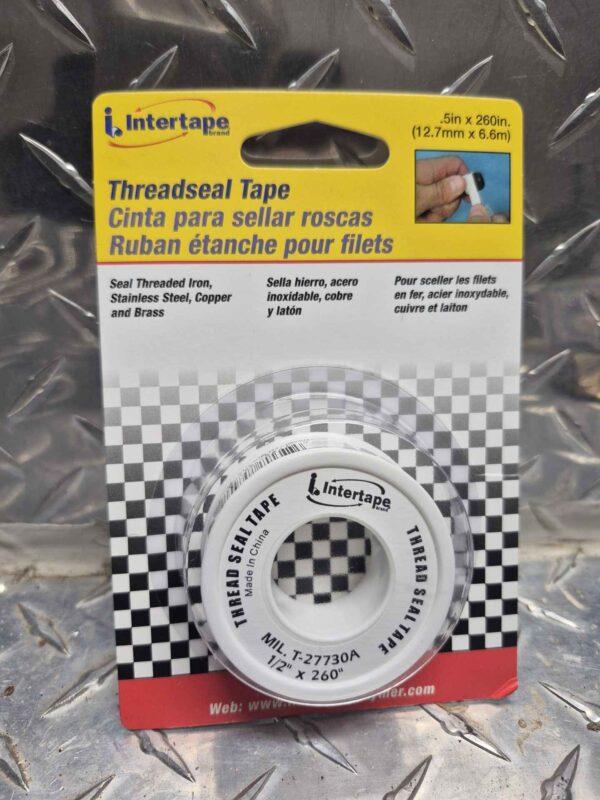 Intertape
brand
.5in x 260in.
(12.7mm x 6.6m)
Threadseal Tape
Cinta para sellar roscas
Ruban étanche pour filets
Seal Threaded Iron,
Stainless Steel, Copper
and Brass
Sella hierro, acero
inoxidable, cobre
y latón
Pour sceller les filets
en fer, acier inoxydable,
cuivre et laiton
Intertape
brand
THREAD SEAL TAPE
Made in China
THREAD SEAL TAPE
MIL. T-27730A
1/2" x 260"
Web: